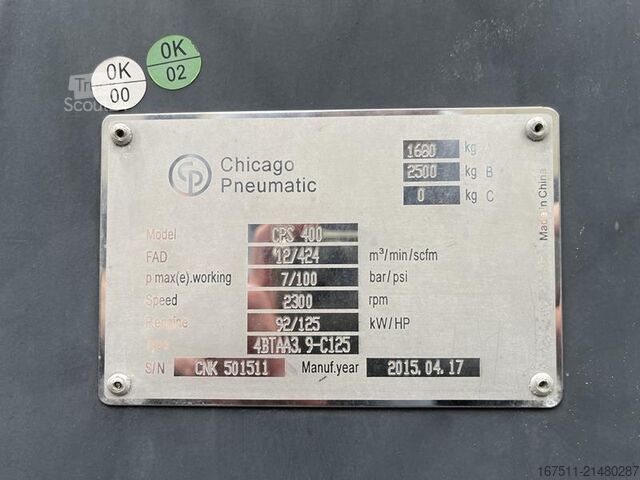 OK
02
OK
00
Chicago
Pneumatic
1680 kg A
2500 kg B
0 kg C
Made in China
Model CPS 400
FAD 12/424 m³/min/scfm
p max(e).working 7/100 bar/psi
Speed 2300 rpm
92/125 kW/HP
4BTAA3.9-C125
S/N CNK 501511 Manuf.year 2015.04.17
167511-21480287